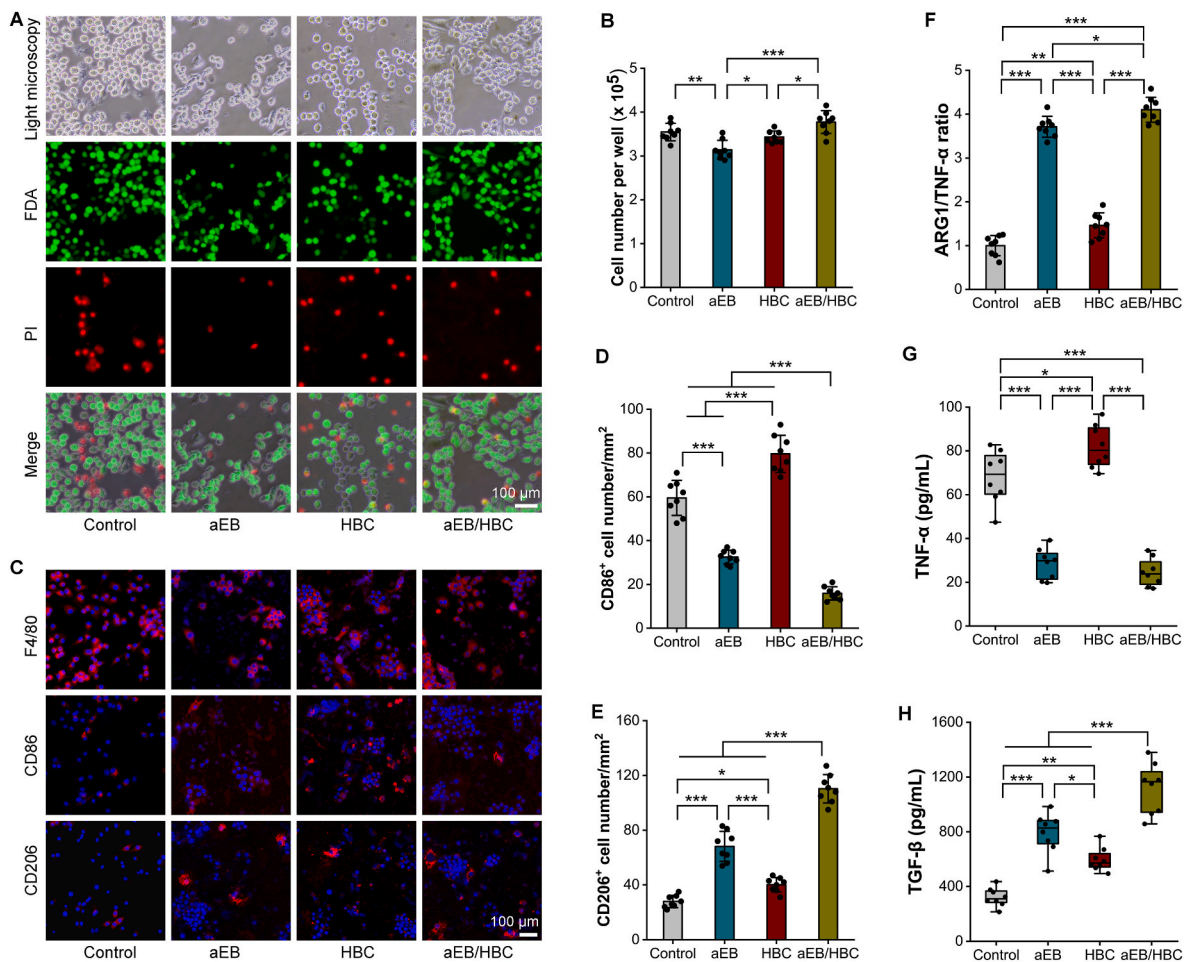 A
Light microscopy
FDA
PI
Merge
100 μm
Control aEB HBC aEB/HBC
B
Cell number per well (x 10⁵)
5
4
3
2
1
0
** * *
***
Control aEB HBC aEB/HBC
F
ARG1/TNF-α ratio
5
4
3
2
1
0
***
*
**
*** *** ***
Control aEB HBC aEB/HBC
C
F4/80
CD86
CD206
100 μm
Control aEB HBC aEB/HBC
D
CD86⁺ cell number/mm²
100
80
60
40
20
0
***
***
***
Control aEB HBC aEB/HBC
G
TNF-α (pg/mL)
100
80
60
40
20
0
***
*
*** *** ***
Control aEB HBC aEB/HBC
E
CD206⁺ cell number/mm²
160
120
80
40
0
***
*
*** ***
Control aEB HBC aEB/HBC
H
TGF-β (pg/mL)
1600
1200
800
400
0
***
**
*** *
Control aEB HBC aEB/HBC